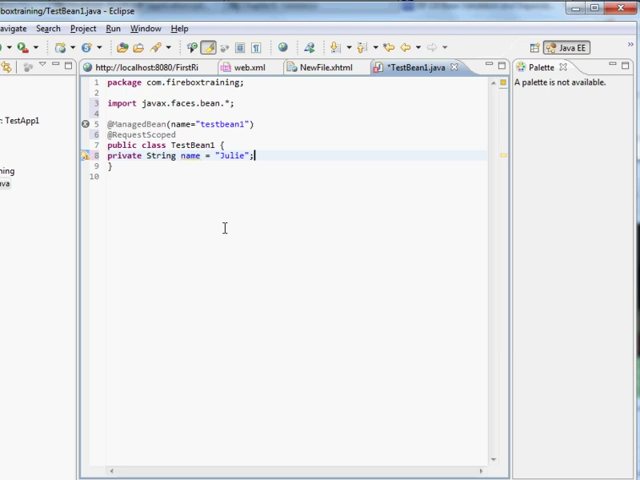 boxtraining/TestBean1.java - Eclipse
avigate Search Project Run Window Help
Java EE
http://localhost:8080/FirstRi web.xml NewFile.xhtml *TestBean1.java Palette
A palette is not available.
: TestApp1
ning
ava
1 package com.fireboxtraining;
2
3 import javax.faces.bean.*;
4
5 @ManagedBean(name="testbean1")
6 @RequestScoped
7 public class TestBean1 {
8 private String name = "Julie";
9 }
10